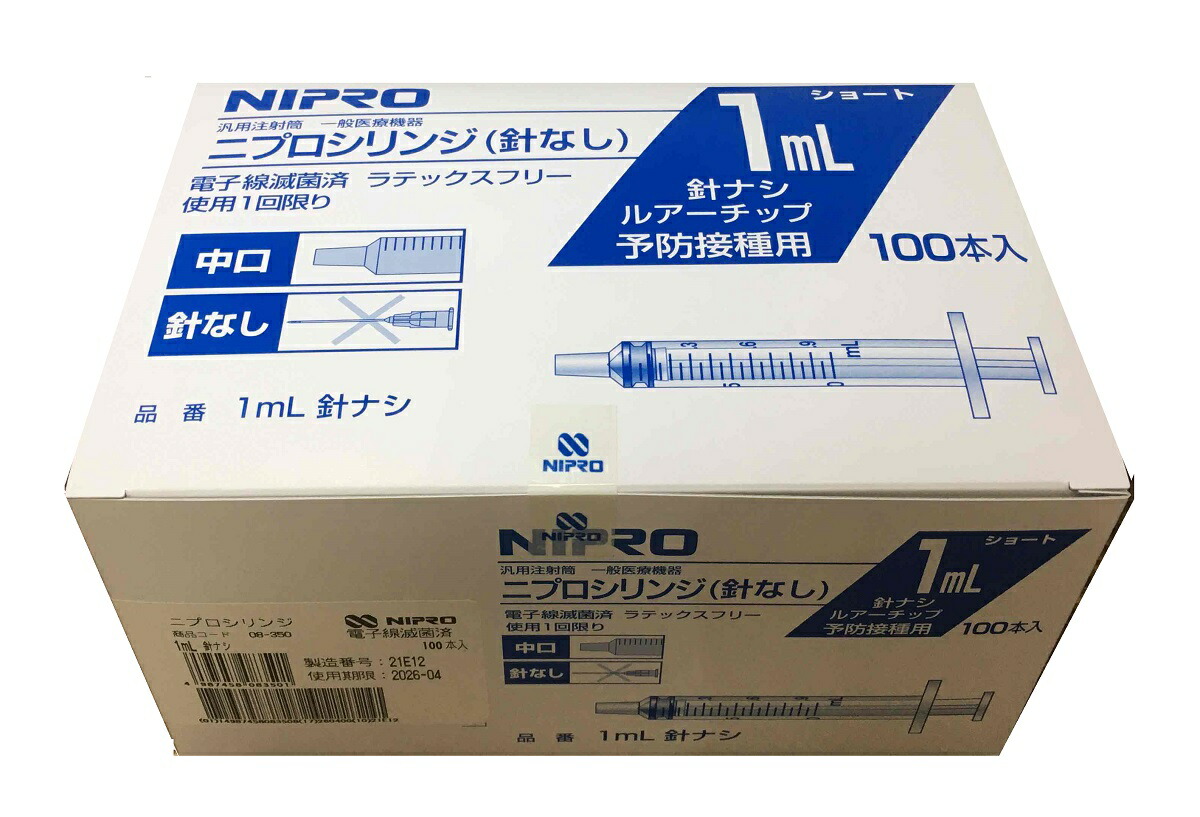 NIPRO
汎用注射筒　一般医療機器
ニプロシリンジ(針なし)
電子線滅菌済　ラテックスフリー
使用1回限り
ショート
1mL
針ナシ
ルアーチップ
予防接種用
100本入
中口
針なし
.3 .6 .9 mL
品　番　1mL 針ナシ
NIPRO
NIPRO
NIPRO
汎用注射筒　一般医療機器
ニプロシリンジ(針なし)
電子線滅菌済　ラテックスフリー
使用1回限り
ショート
1mL
針ナシ
ルアーチップ
予防接種用
100本入
中口
針なし
品　番　1mL 針ナシ
ニプロシリンジ
商品コード　08-350
1mL 針ナシ
NIPRO
電子線滅菌済
100本入
製造番号：21E12
使用期限：2026-04
4 987458 083501